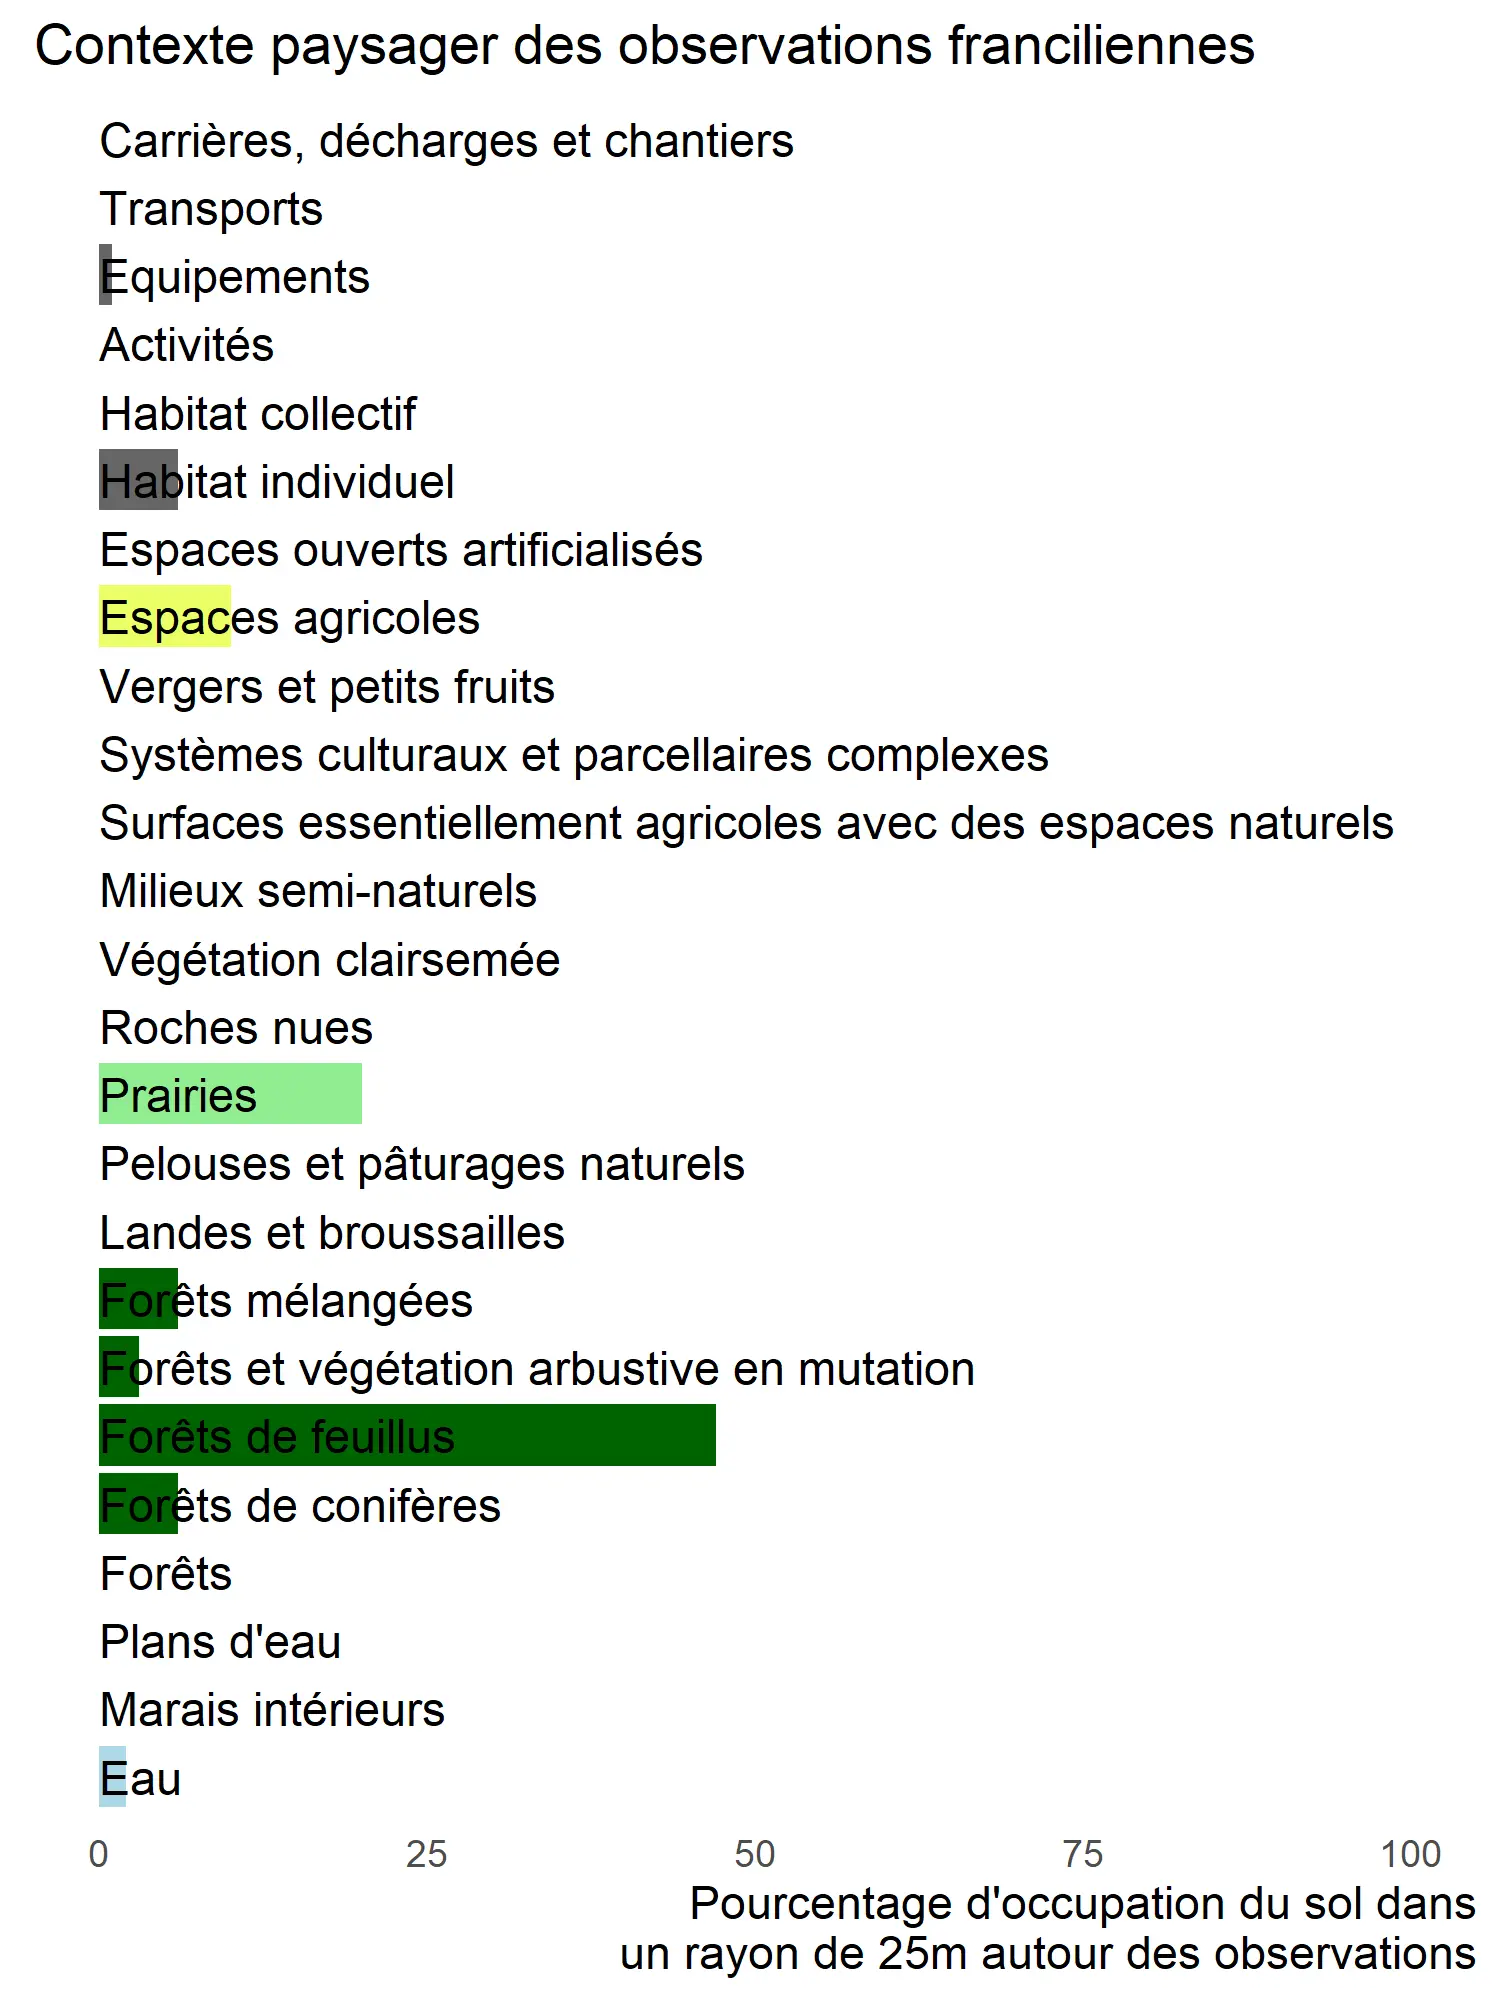 Contexte paysager des observations franciliennes
Carrières, décharges et chantiers
Transports
Equipements
Activités
Habitat collectif
Habitat individuel
Espaces ouverts artificialisés
Espaces agricoles
Vergers et petits fruits
Systèmes culturaux et parcellaires complexes
Surfaces essentiellement agricoles avec des espaces naturels
Milieux semi-naturels
Végétation clairsemée
Roches nues
Prairies
Pelouses et pâturages naturels
Landes et broussailles
Forêts mélangées
Forêts et végétation arbustive en mutation
Forêts de feuillus
Forêts de conifères
Forêts
Plans d'eau
Marais intérieurs
Eau
0 25 50 75 100
Pourcentage d'occupation du sol dans
un rayon de 25m autour des observations